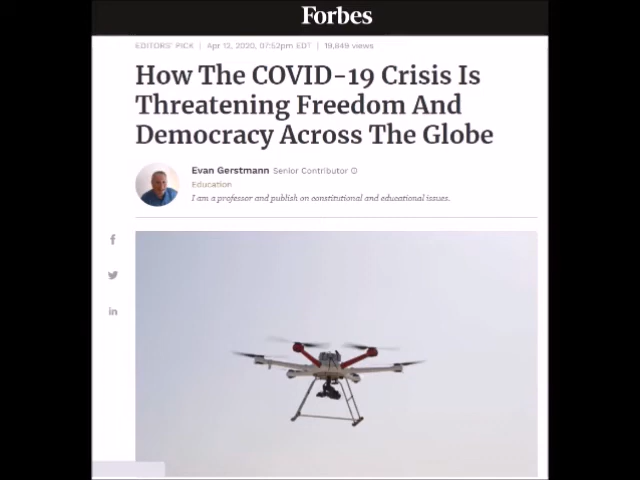 Forbes
EDITORS' PICK | Apr 12, 2020, 07:52pm EDT | 19,849 views
How The COVID-19 Crisis Is
Threatening Freedom And
Democracy Across The Globe
Evan Gerstmann Senior Contributor
Education
I am a professor and publish on constitutional and educational issues.